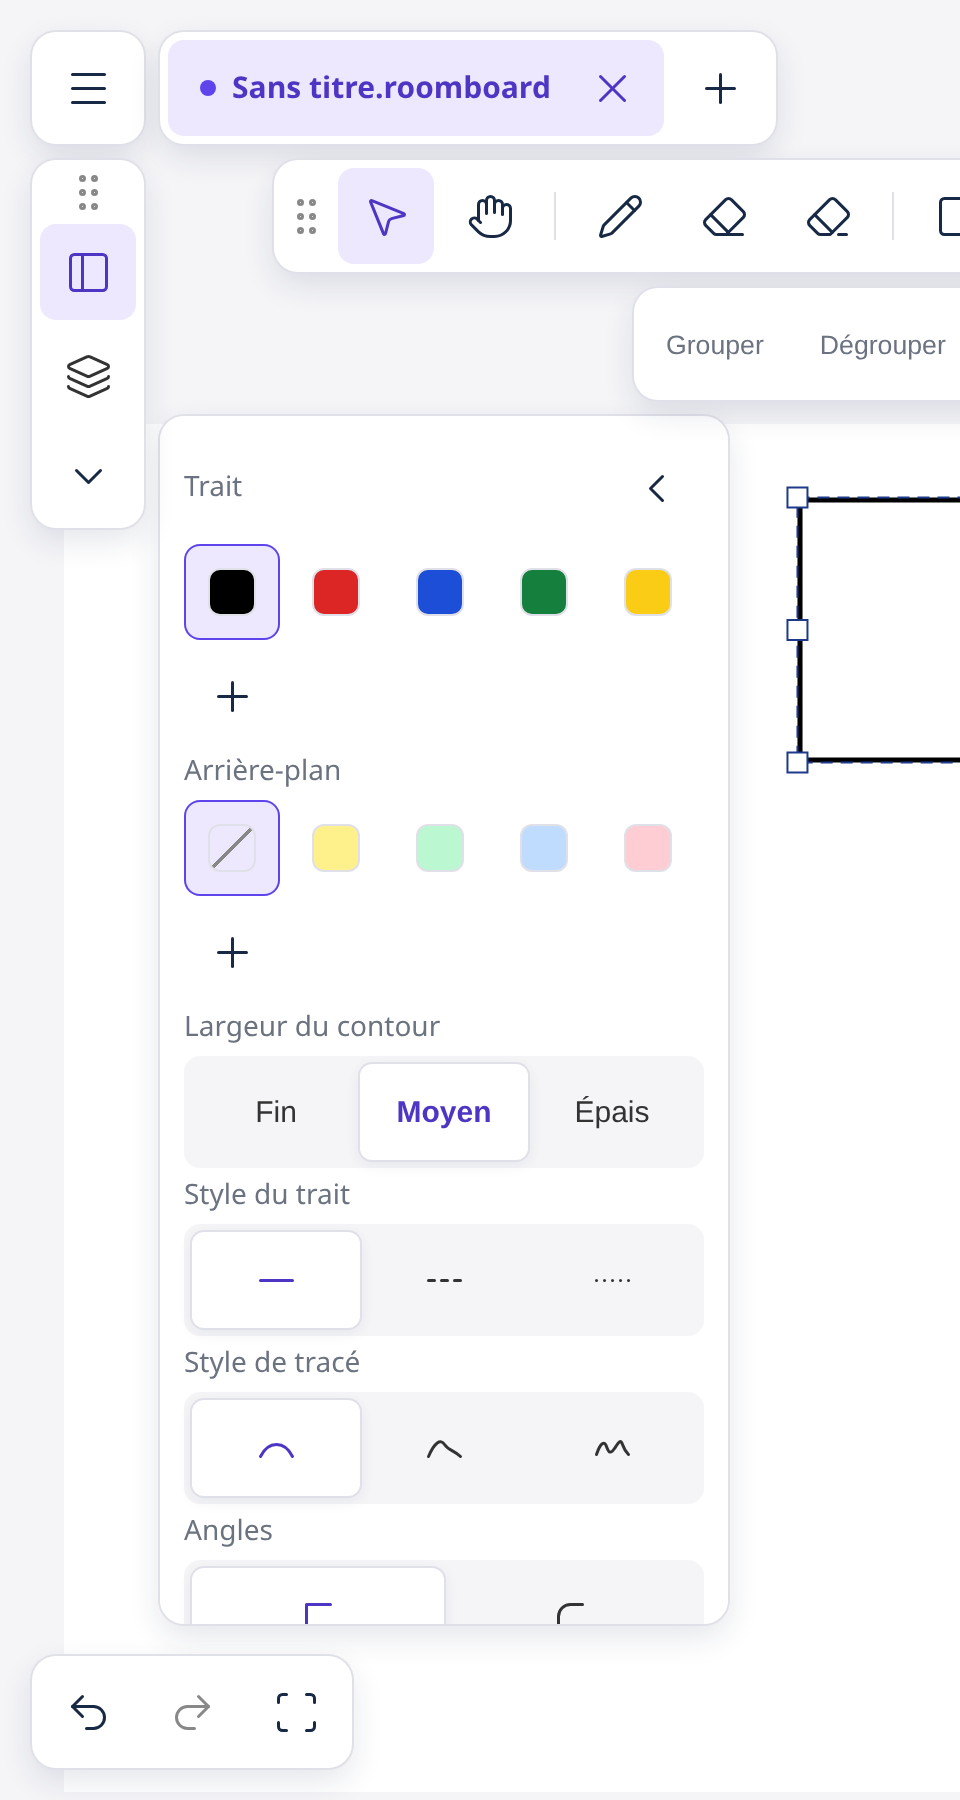 Sans titre.roomboard
Grouper Dégrouper
Trait
Arrière-plan
Largeur du contour
Fin Moyen Épais
Style du trait
Style de tracé
Angles